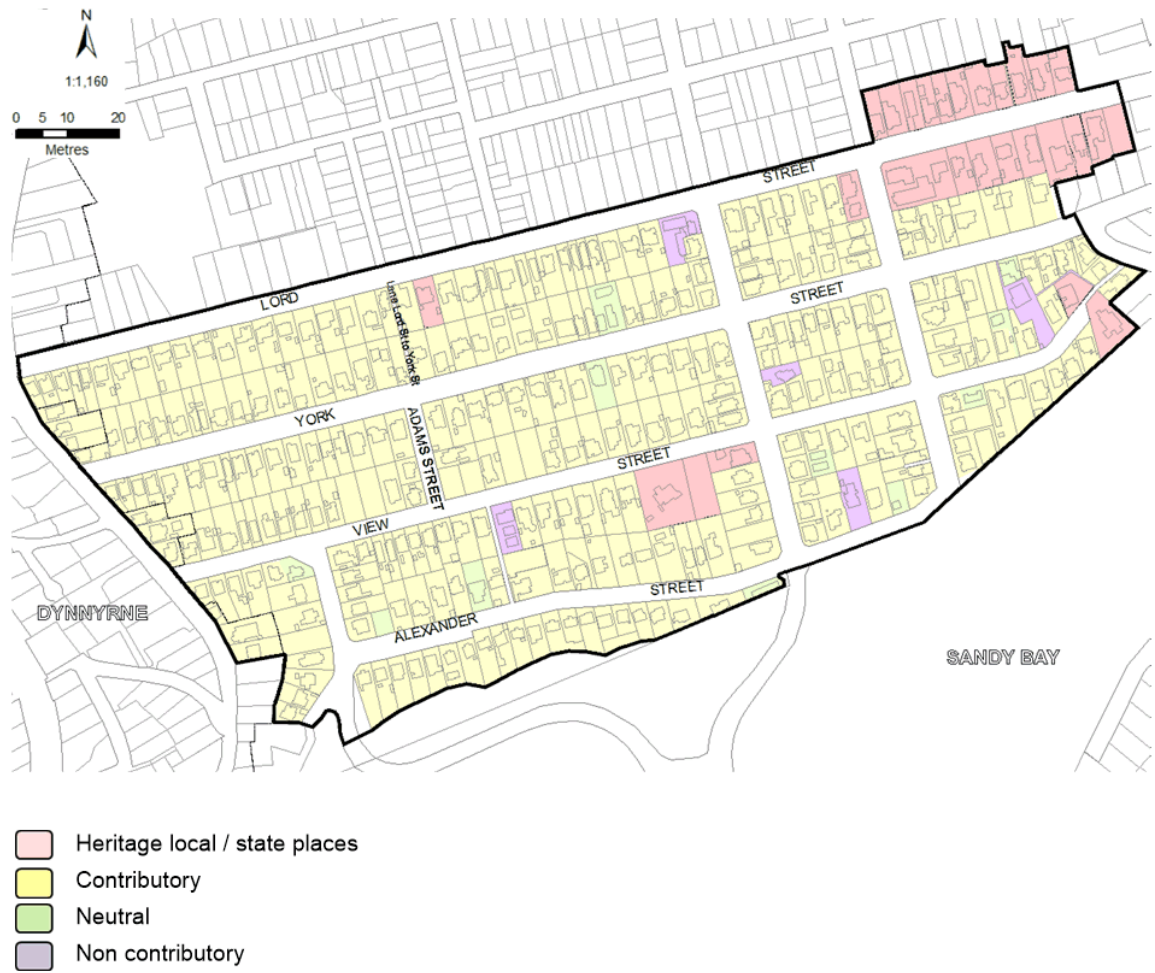 N
1:1,160
0 5 10 20
Metres
STREET
LORD
Lane Lord St to York St
STREET
YORK
ADAMS STREET
STREET
VIEW
STREET
ALEXANDER
DYNNYRNE
SANDY BAY
Heritage local / state places
Contributory
Neutral
Non contributory